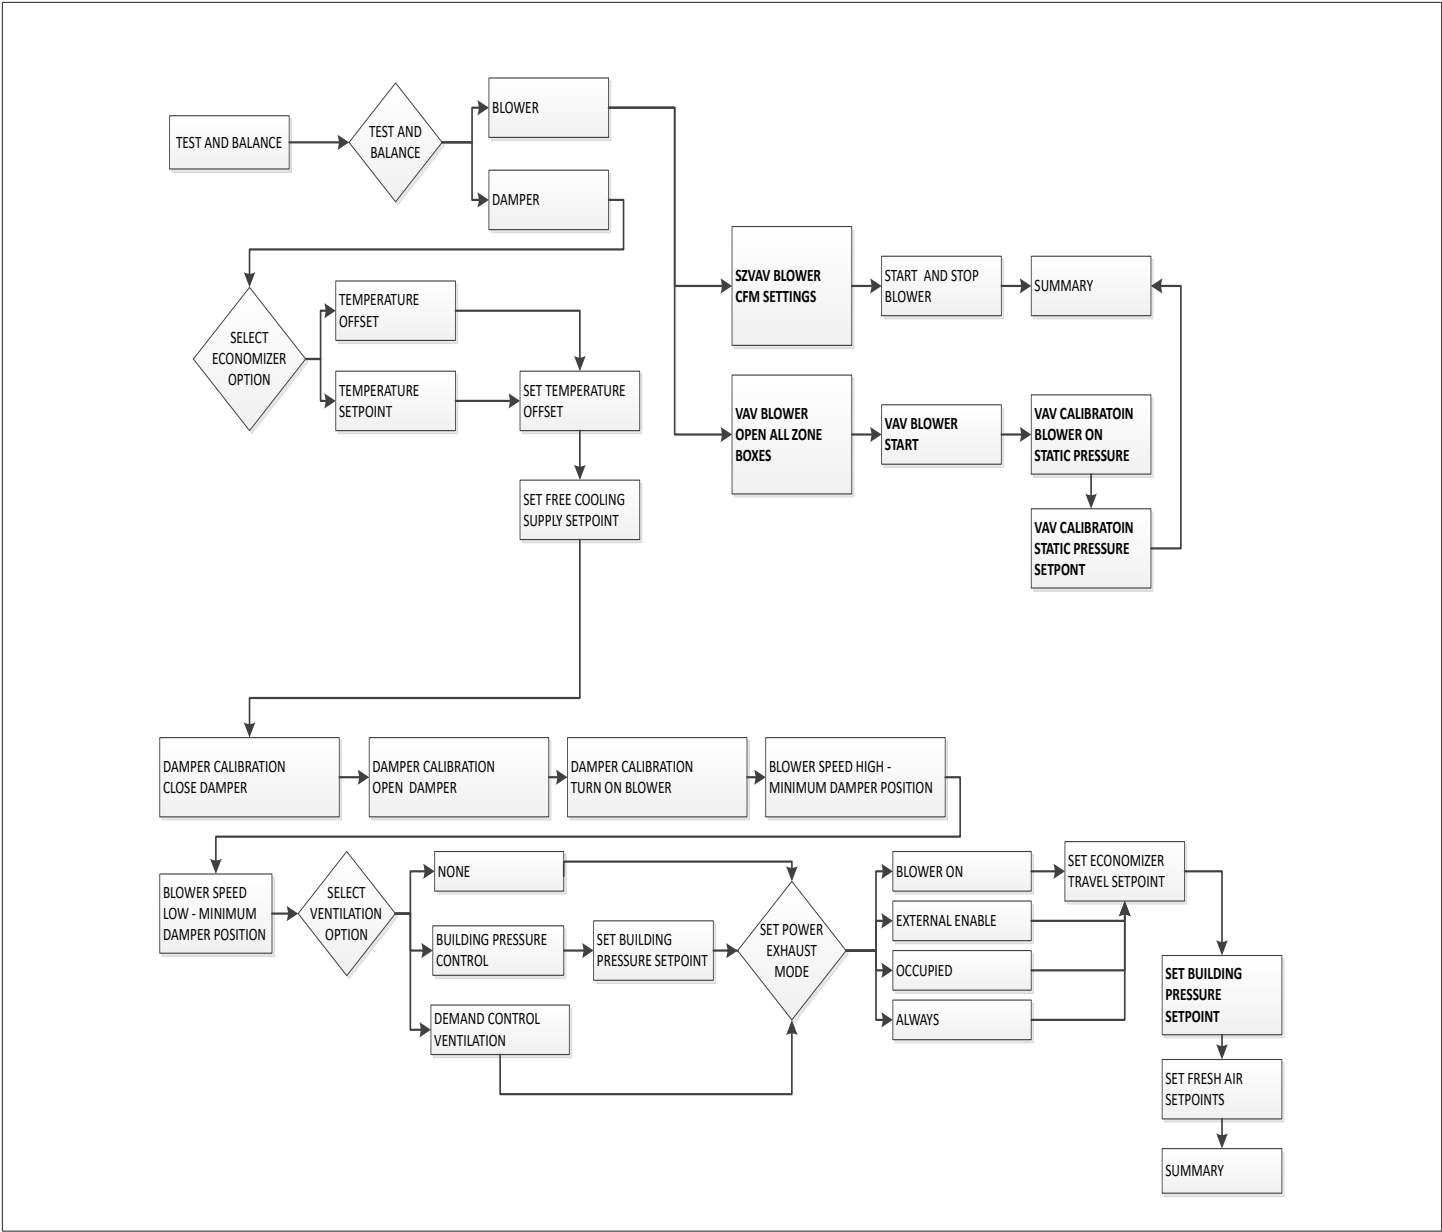 TEST AND BALANCE
TEST AND
BALANCE
BLOWER
DAMPER
SZVAV BLOWER
CFM SETTINGS
START AND STOP
BLOWER
SUMMARY
SELECT
ECONOMIZER
OPTION
TEMPERATURE
OFFSET
TEMPERATURE
SETPOINT
SET TEMPERATURE
OFFSET
SET FREE COOLING
SUPPLY SETPOINT
VAV BLOWER
OPEN ALL ZONE
BOXES
VAV BLOWER
START
VAV CALIBRATOIN
BLOWER ON
STATIC PRESSURE
VAV CALIBRATOIN
STATIC PRESSURE
SETPONT
DAMPER CALIBRATION
CLOSE DAMPER
DAMPER CALIBRATION
OPEN DAMPER
DAMPER CALIBRATION
TURN ON BLOWER
BLOWER SPEED HIGH -
MINIMUM DAMPER POSITION
BLOWER SPEED
LOW - MINIMUM
DAMPER POSITION
SELECT
VENTILATION
OPTION
NONE
BUILDING PRESSURE
CONTROL
DEMAND CONTROL
VENTILATION
SET BUILDING
PRESSURE SETPOINT
SET POWER
EXHAUST
MODE
BLOWER ON
EXTERNAL ENABLE
OCCUPIED
ALWAYS
SET ECONOMIZER
TRAVEL SETPOINT
SET BUILDING
PRESSURE
SETPOINT
SET FRESH AIR
SETPOINTS
SUMMARY